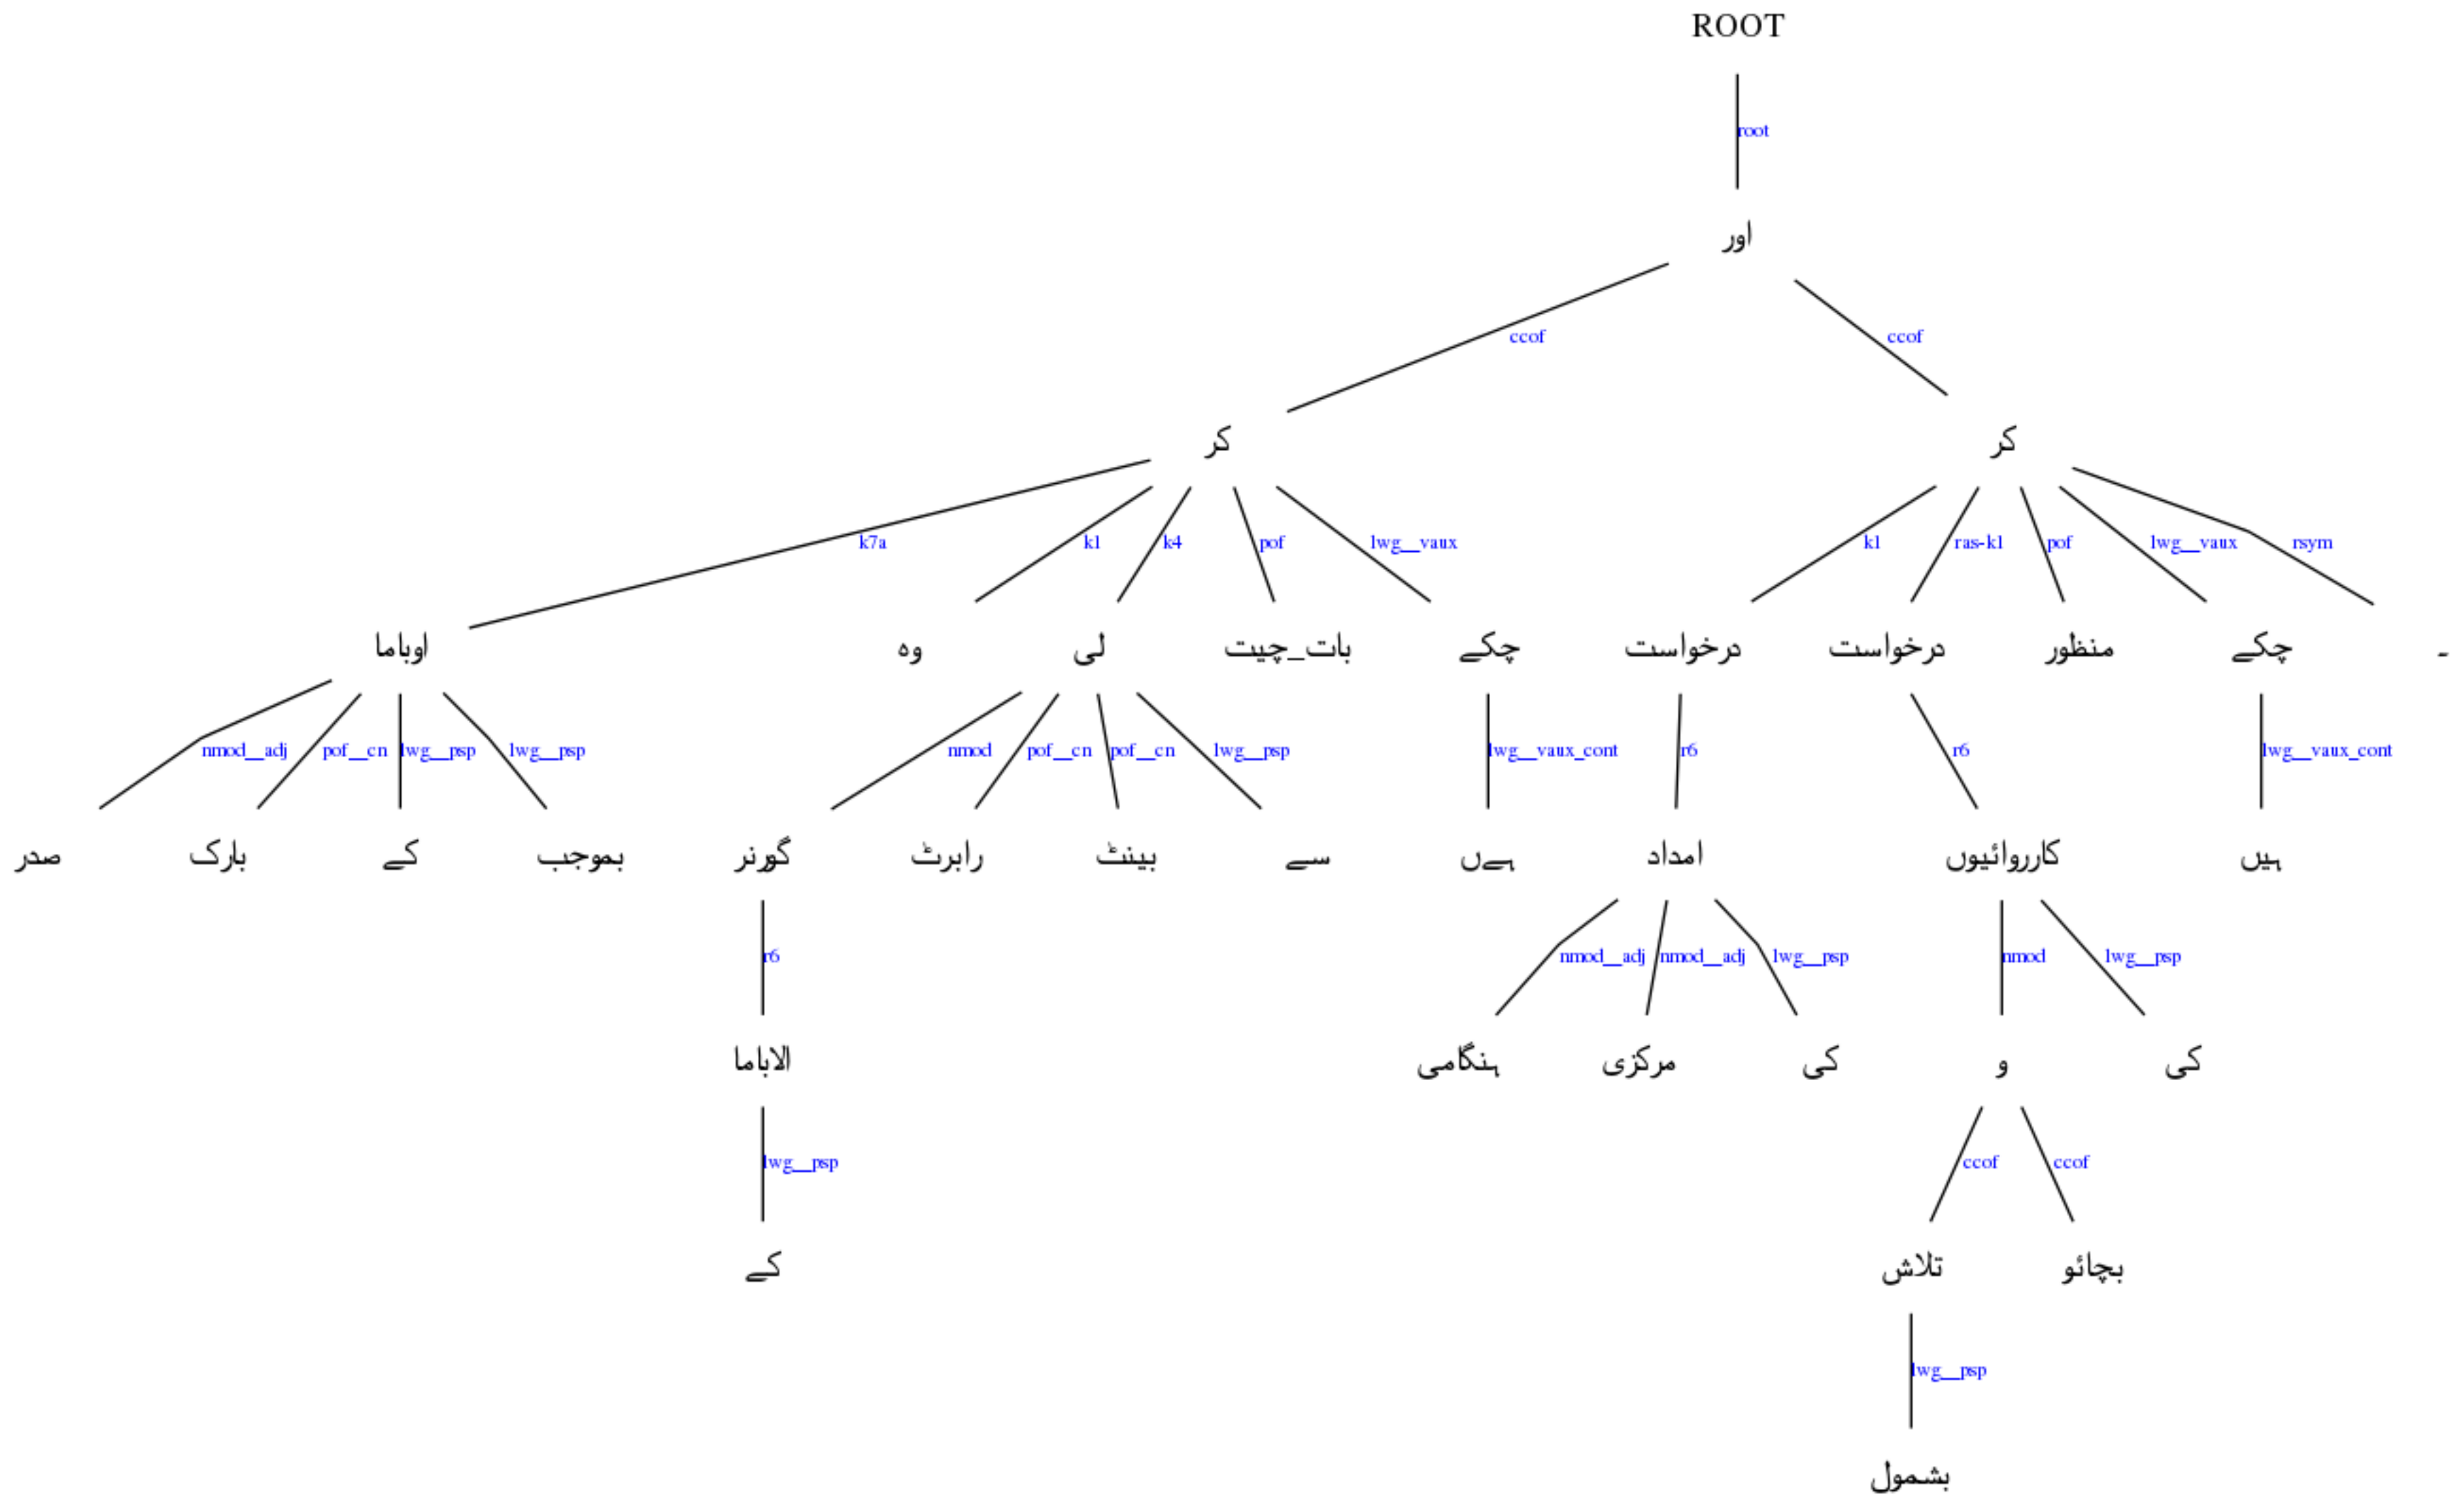 ROOT
root
اور
ccof ccof
کر کر
k7a k1 k4 pof lwg__vaux k1 ras-k1 pof lwg__vaux rsym
اوباما وہ لی بات_چیت چکے درخواست درخواست منظور چکے ۔
nmod__adj pof__cn lwg__psp lwg__psp nmod pof__cn pof__cn lwg__psp lwg__vaux_cont r6 r6 lwg__vaux_cont
صدر بارک کے بموجب گورنر رابرٹ بینٹ سے ہےں امداد کارروائیوں ہیں
r6 nmod__adj nmod__adj lwg__psp nmod lwg__psp
الاباما ہنگامی مرکزی کی و کی
lwg__psp ccof ccof
کے تلاش بچائو
lwg__psp
بشمول